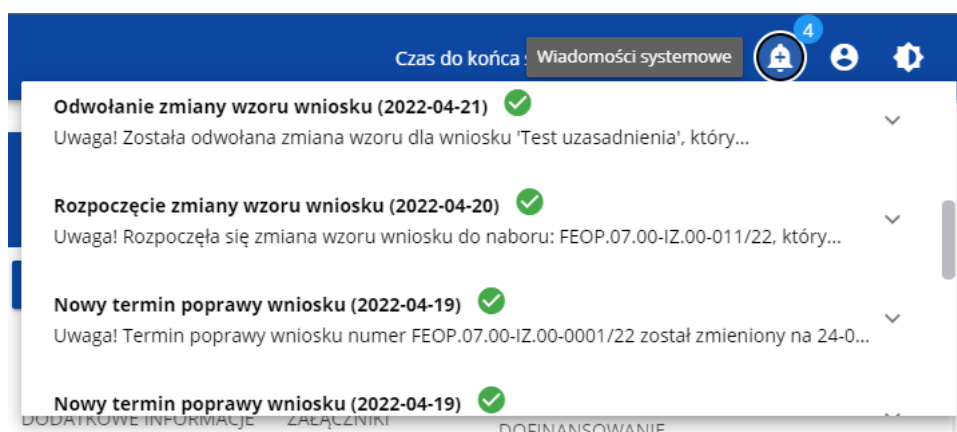 4
Czas do końca
Wiadomości systemowe
Odwołanie zmiany wzoru wniosku (2022-04-21)
Uwaga! Została odwołana zmiana wzoru dla wniosku 'Test uzasadnienia', który...
Rozpoczęcie zmiany wzoru wniosku (2022-04-20)
Uwaga! Rozpoczęła się zmiana wzoru wniosku do naboru: FEOP.07.00-IZ.00-011/22, który...
Nowy termin poprawy wniosku (2022-04-19)
Uwaga! Termin poprawy wniosku numer FEOP.07.00-IZ.00-0001/22 został zmieniony na 24-0...
Nowy termin poprawy wniosku (2022-04-19)
DODATKOWE INFORMACJE ZAŁĄCZNIKI
DOFINANSOWANIE